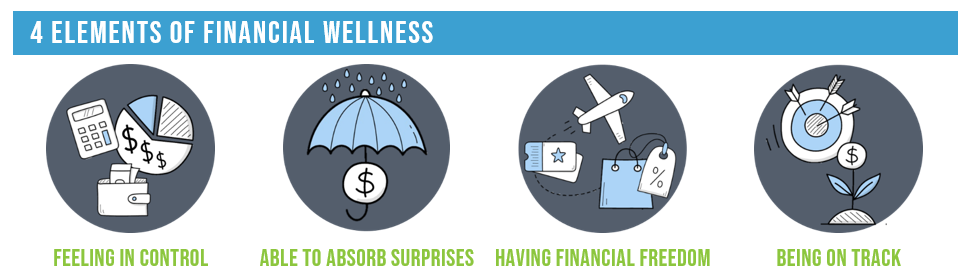 4 ELEMENTS OF FINANCIAL WELLNESS
$ $ $
$
%
$
FEELING IN CONTROL
ABLE TO ABSORB SURPRISES
HAVING FINANCIAL FREEDOM
BEING ON TRACK